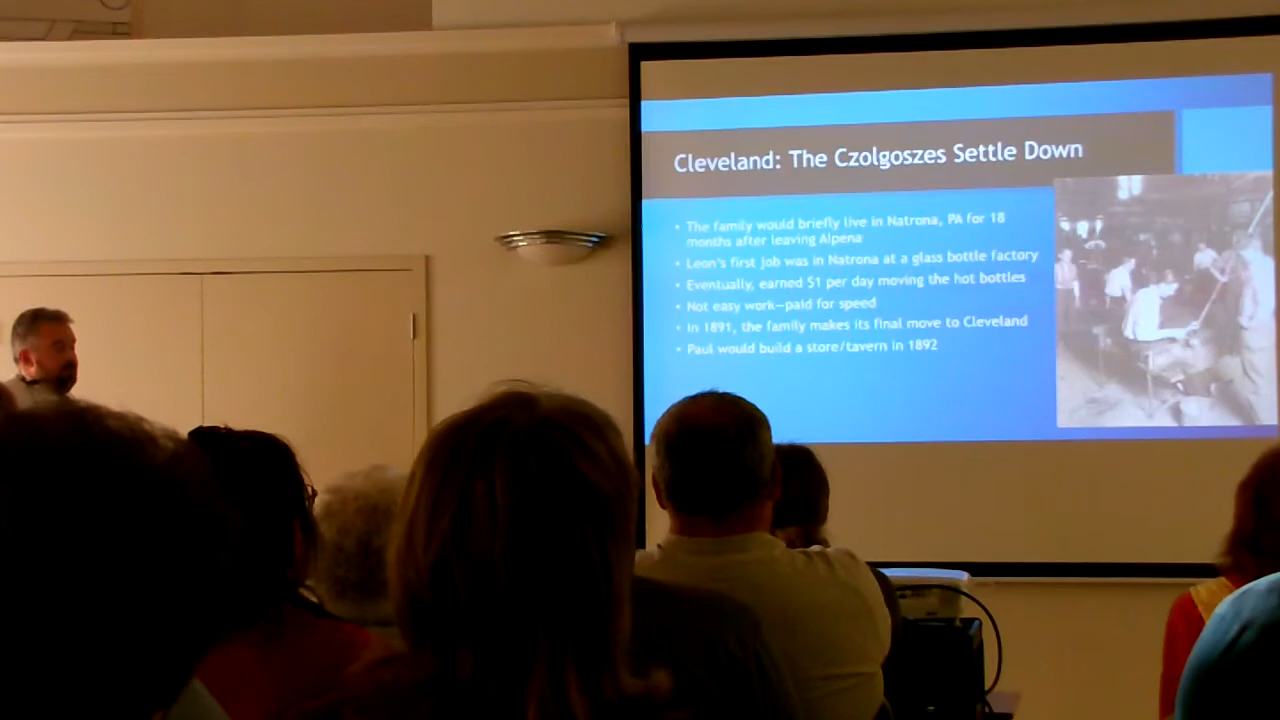 Cleveland: The Czolgoszes Settle Down
• The family would briefly live in Natrona, PA for 18
months after leaving Alpena
• Leon's first job was in Natrona at a glass bottle factory
• Eventually, earned $1 per day moving the hot bottles
• Not easy work—paid for speed
• In 1891, the family makes its final move to Cleveland
• Paul would build a store/tavern in 1892